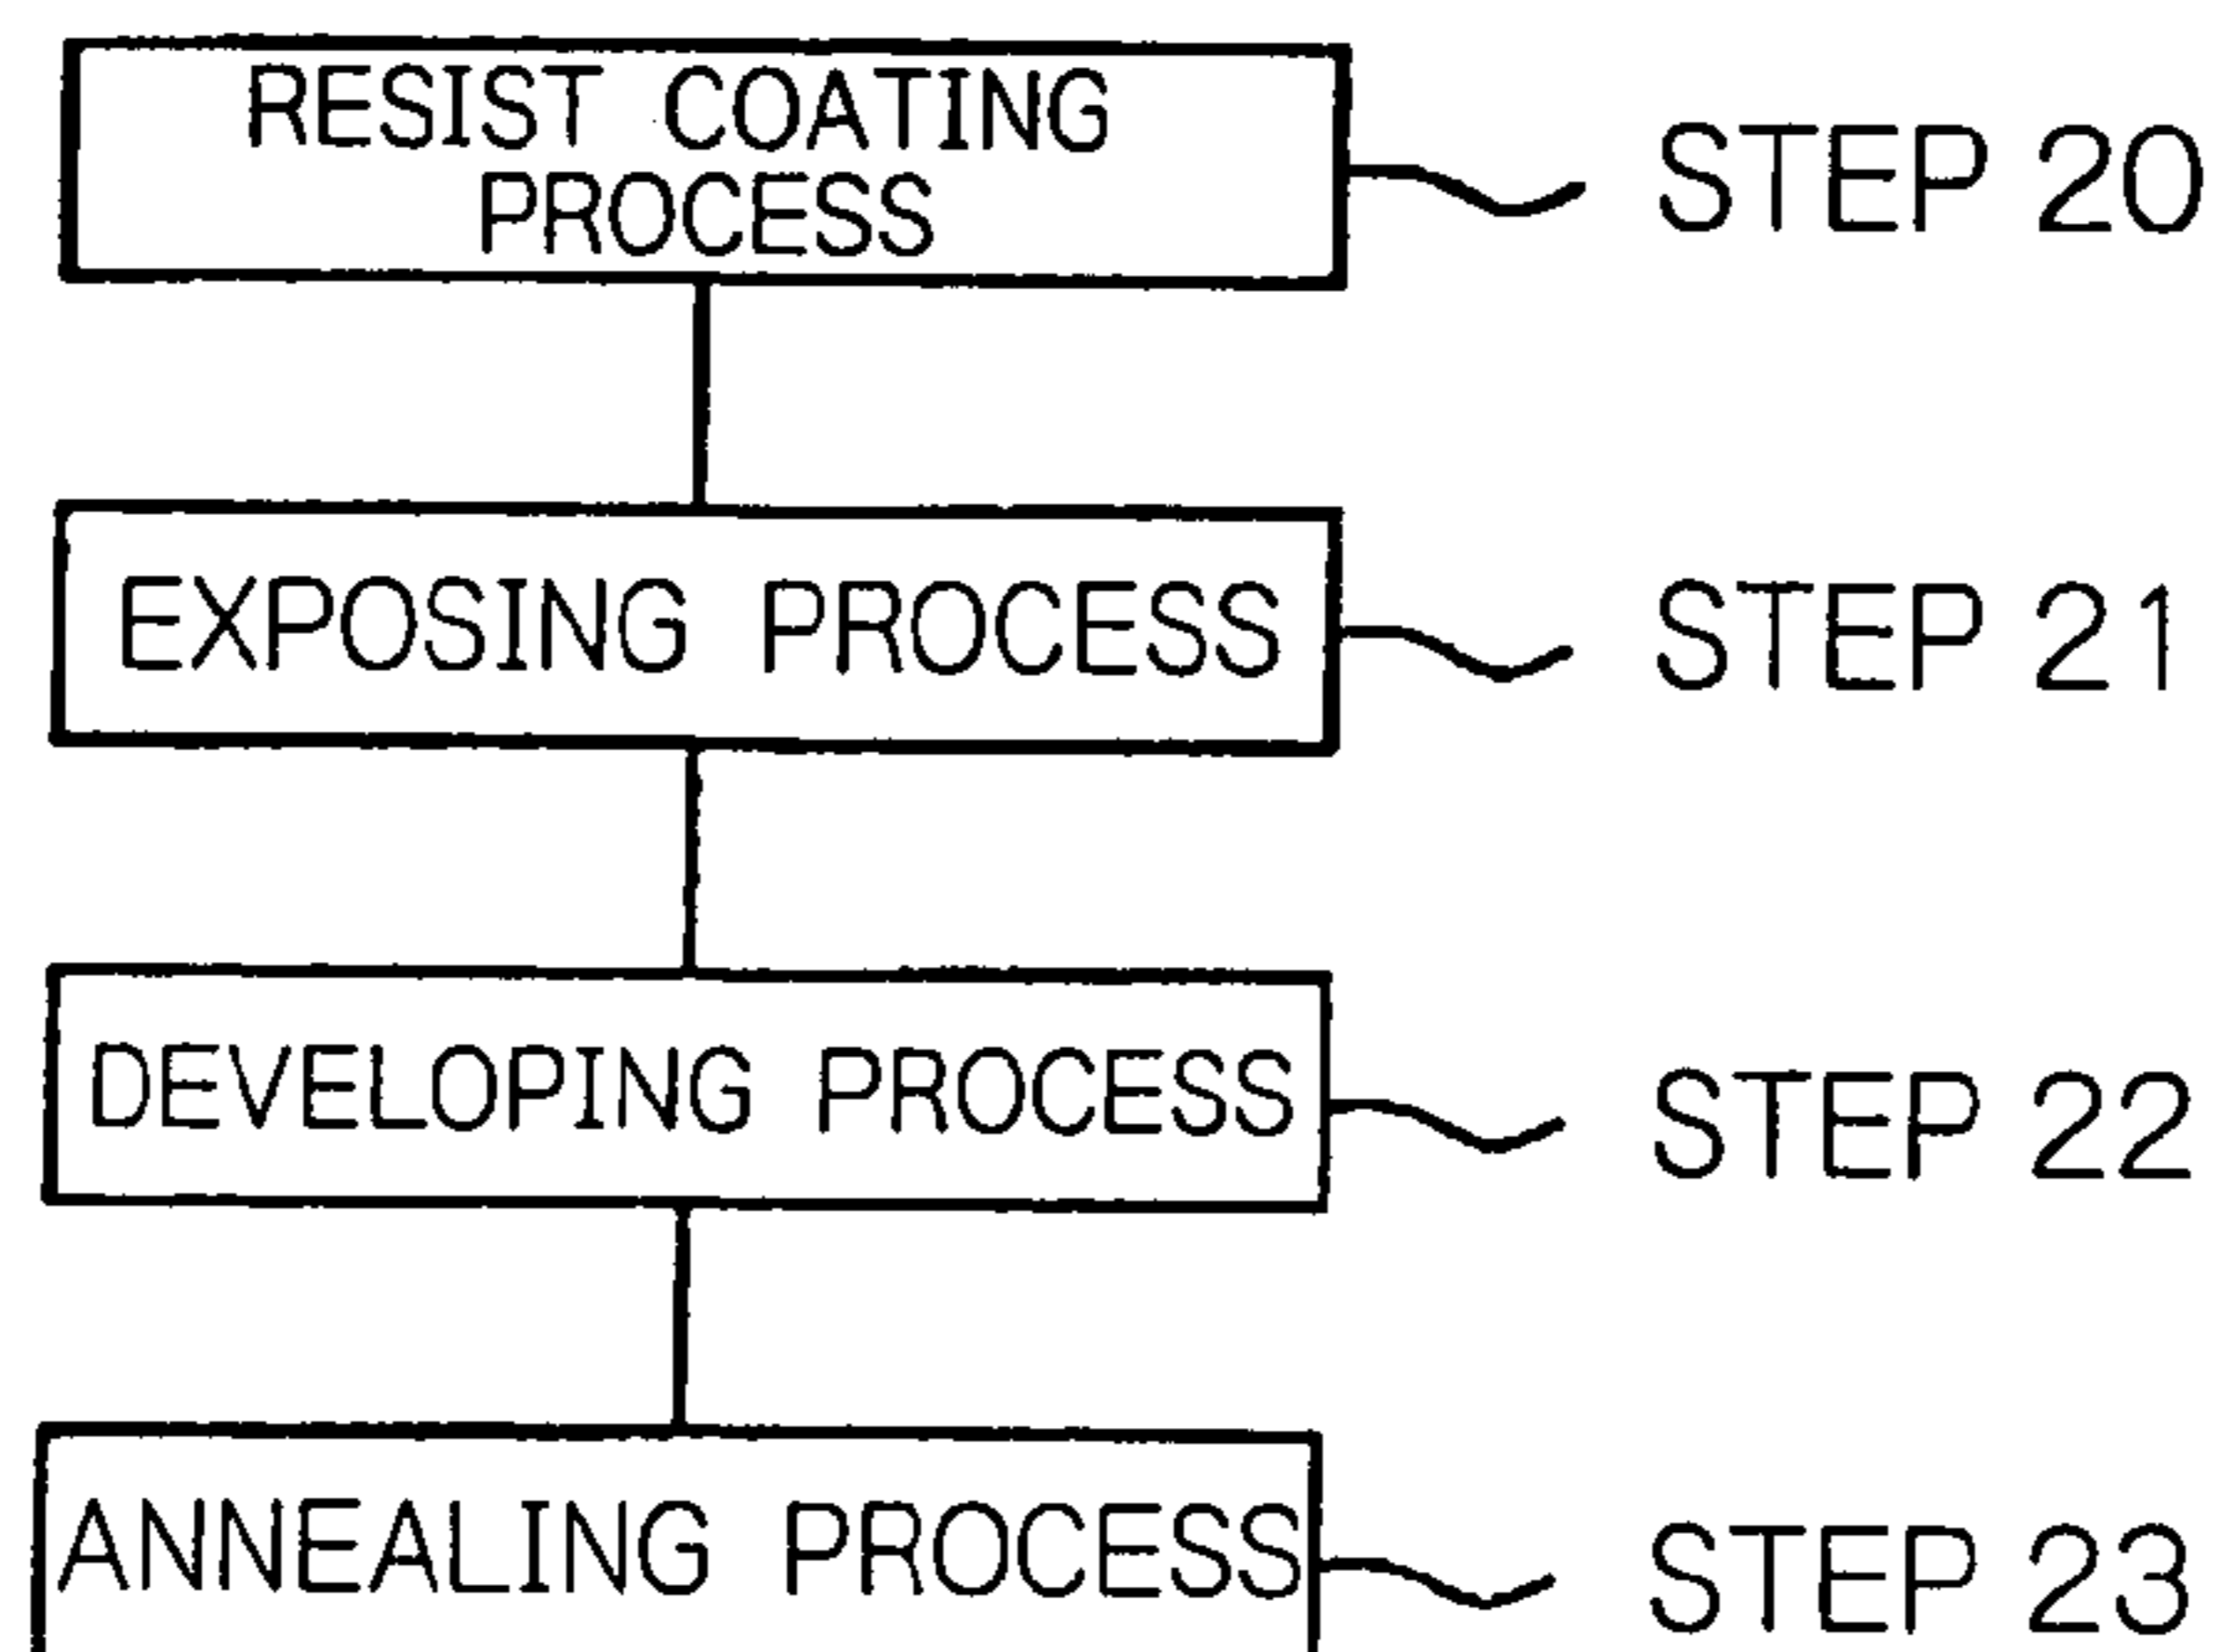 RESIST COATING
PROCESS
STEP 20
EXPOSING PROCESS
STEP 21
DEVELOPING PROCESS
STEP 22
ANNEALING PROCESS
STEP 23